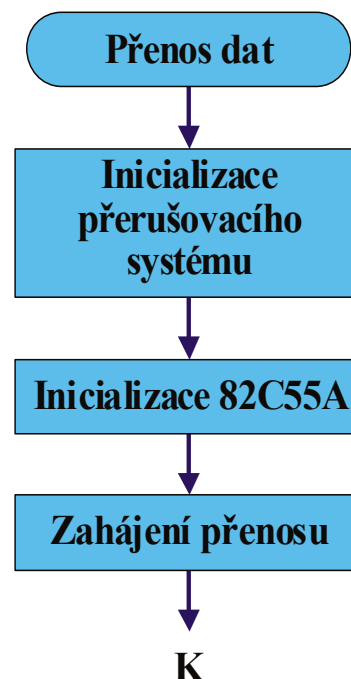 Přenos dat
Inicializace
přerušovacího
systému
Inicializace 82C55A
Zahájení přenosu
K